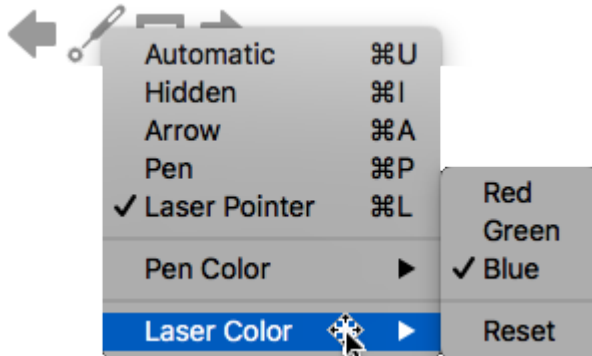 Automatic ⌘U
Hidden ⌘I
Arrow ⌘A
Pen ⌘P
✓ Laser Pointer ⌘L
Pen Color ▶
Laser Color ▶
Red
Green
✓ Blue
Reset